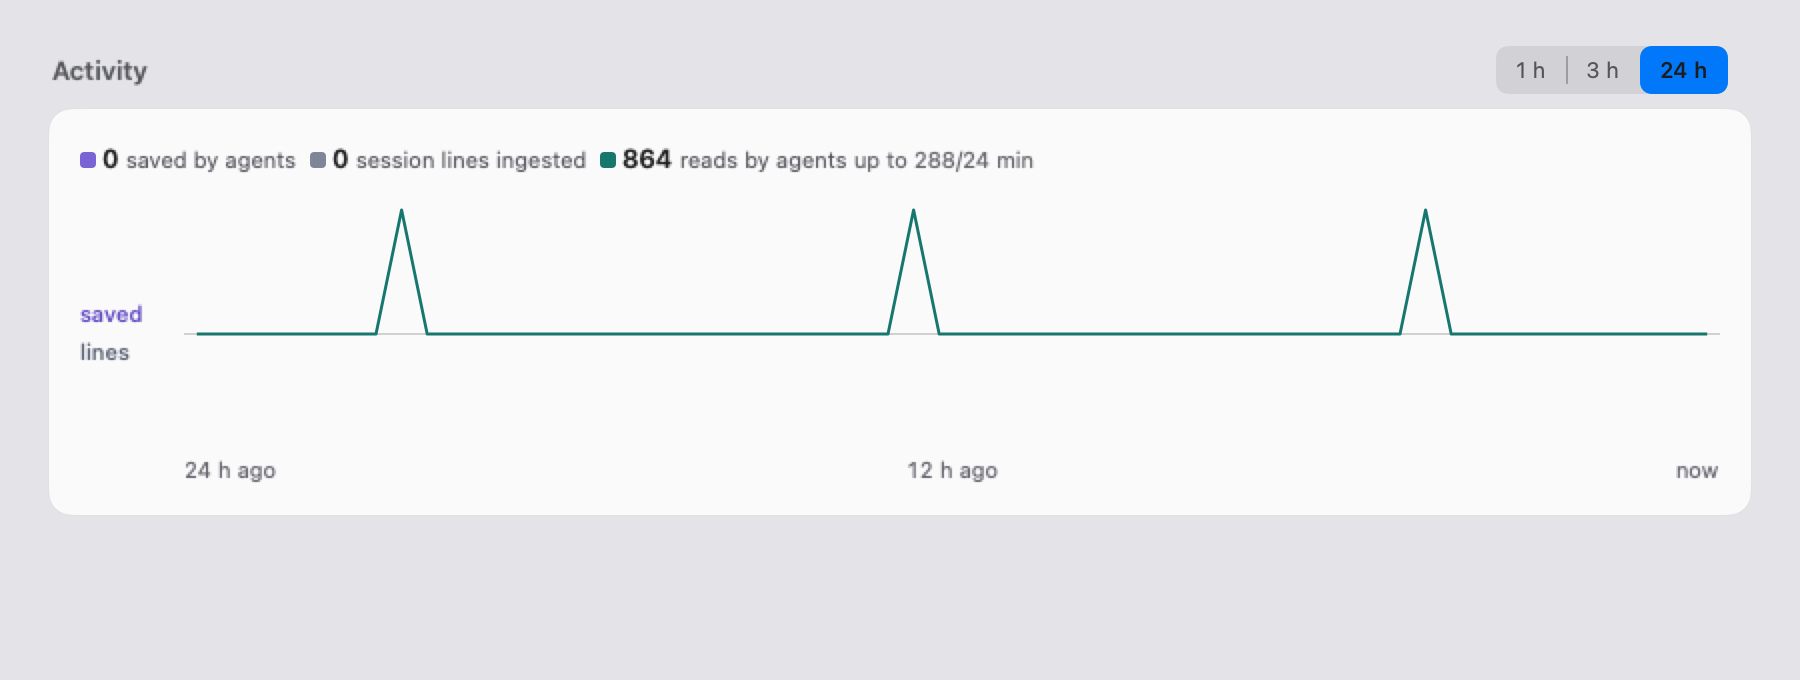 Activity
1 h 3 h 24 h
0 saved by agents 0 session lines ingested 864 reads by agents up to 288/24 min
saved
lines
24 h ago 12 h ago now